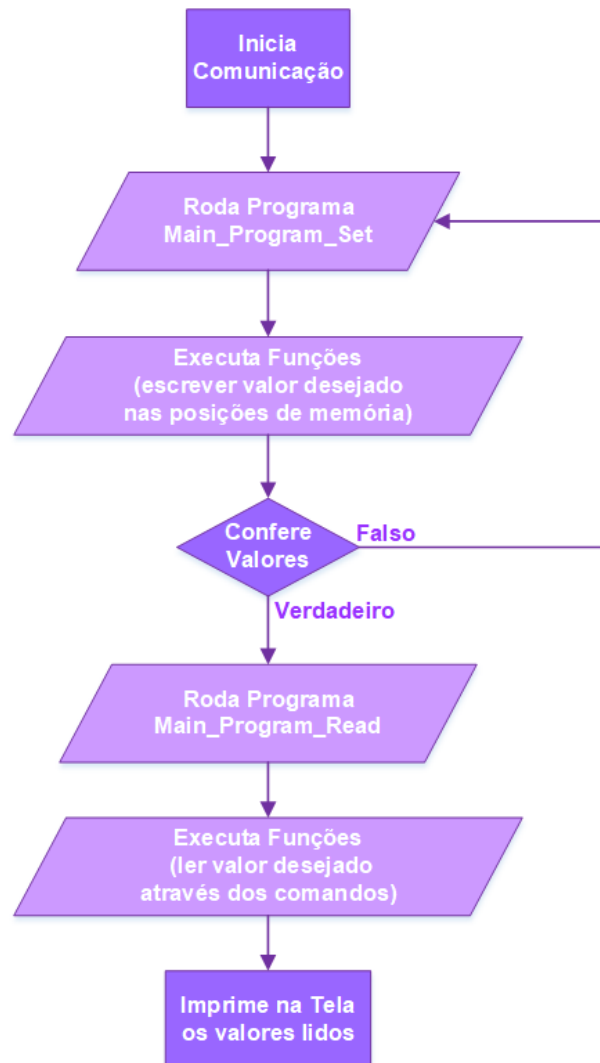 Inicia
Comunicação
Roda Programa
Main_Program_Set
Executa Funções
(escrever valor desejado
nas posições de memória)
Confere
Valores
Falso
Verdadeiro
Roda Programa
Main_Program_Read
Executa Funções
(ler valor desejado
através dos comandos)
Imprime na Tela
os valores lidos